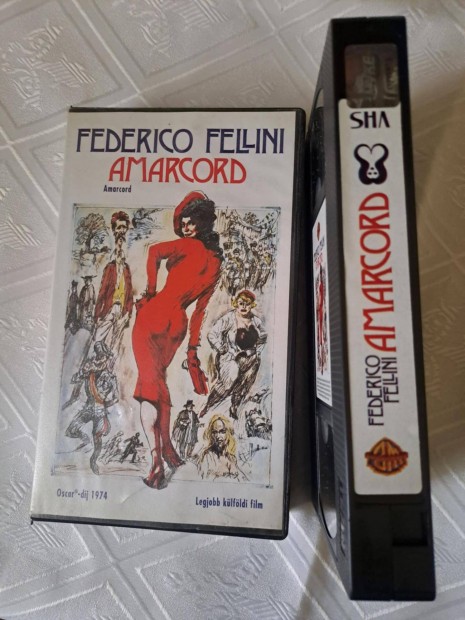 FEDERICO FELLINI
AMARCORD
Amarcord
Oscar®-díj 1974
Legjobb külföldi film
SHA
FEDERICO
FELLINI
AMARCORD